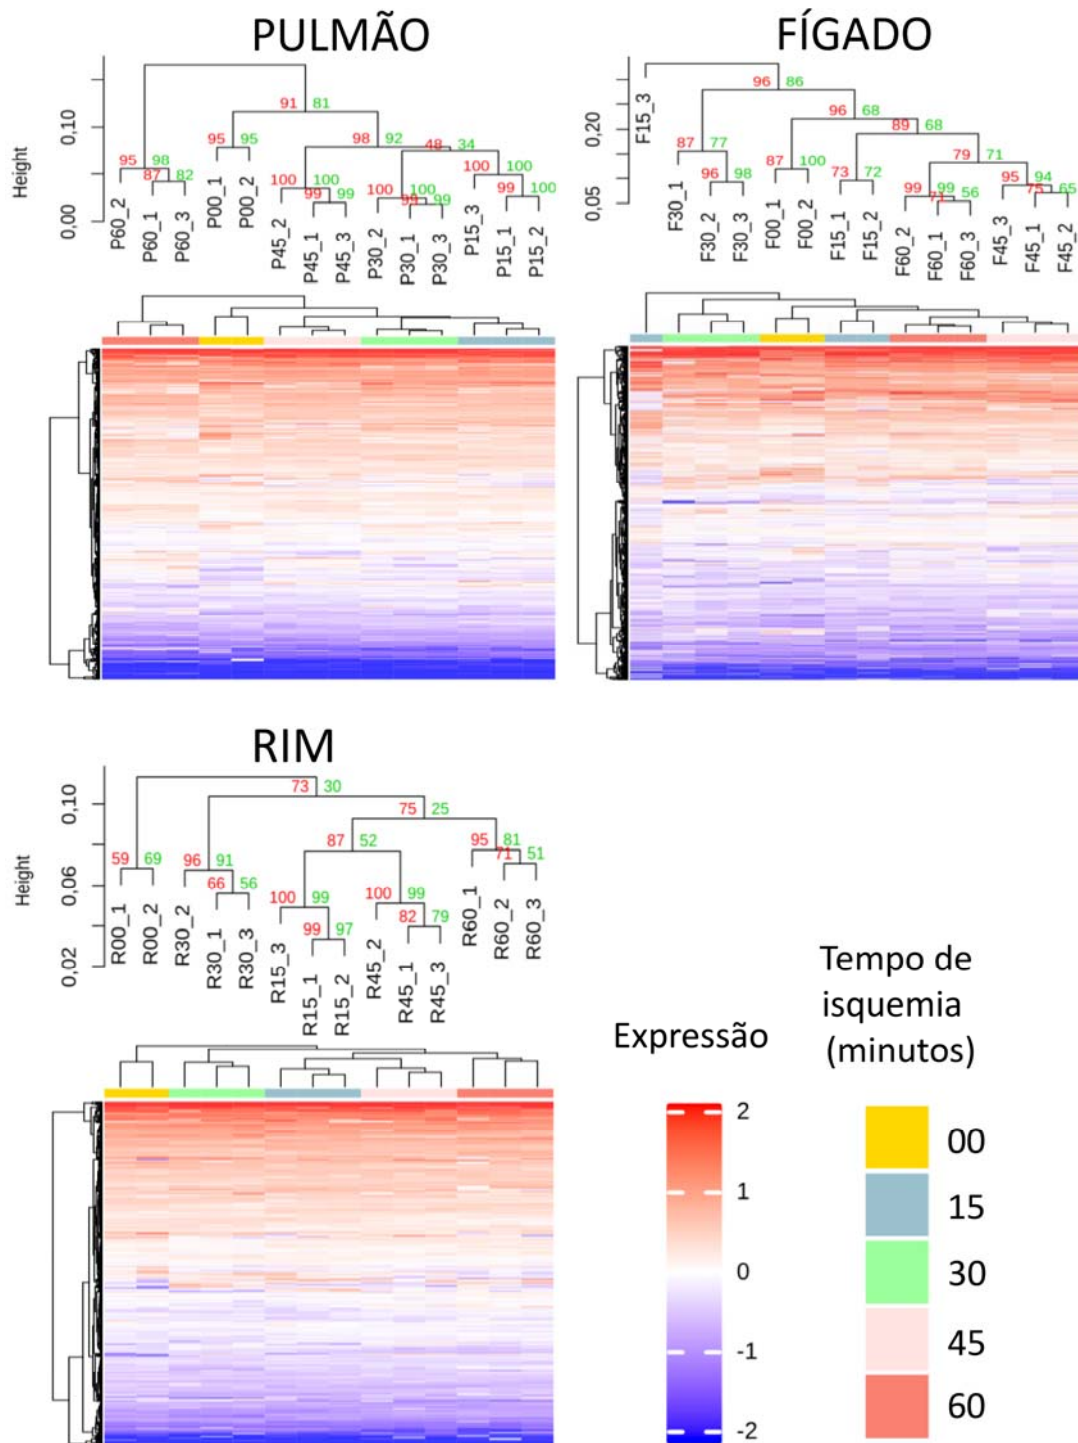 PULMÃO
Height
0,10
0,00
91 81
95 95
98 92
48 34
95 98
87 82
100 100
99 99
100 100
99 99
100 100
99 100
P60_2
P60_1
P60_3
P00_1
P00_2
P45_2
P45_1
P45_3
P30_2
P30_1
P30_3
P15_3
P15_1
P15_2
FÍGADO
0,20
0,05
96 86
96 68
89 68
87 77
96 98
87 100
73 72
79 71
99 99
71 56
95 94
75 65
F15_3
F30_1
F30_2
F30_3
F00_1
F00_2
F15_1
F15_2
F60_2
F60_1
F60_3
F45_3
F45_1
F45_2
RIM
Height
0,10
0,06
0,02
73 30
75 25
87 52
59 69
96 91
66 56
100 99
99 97
100 99
82 79
95 81
71 51
R00_1
R00_2
R30_2
R30_1
R30_3
R15_3
R15_1
R15_2
R45_2
R45_1
R45_3
R60_1
R60_2
R60_3
Expressão
2
1
0
-1
-2
Tempo de
isquemia
(minutos)
00
15
30
45
60